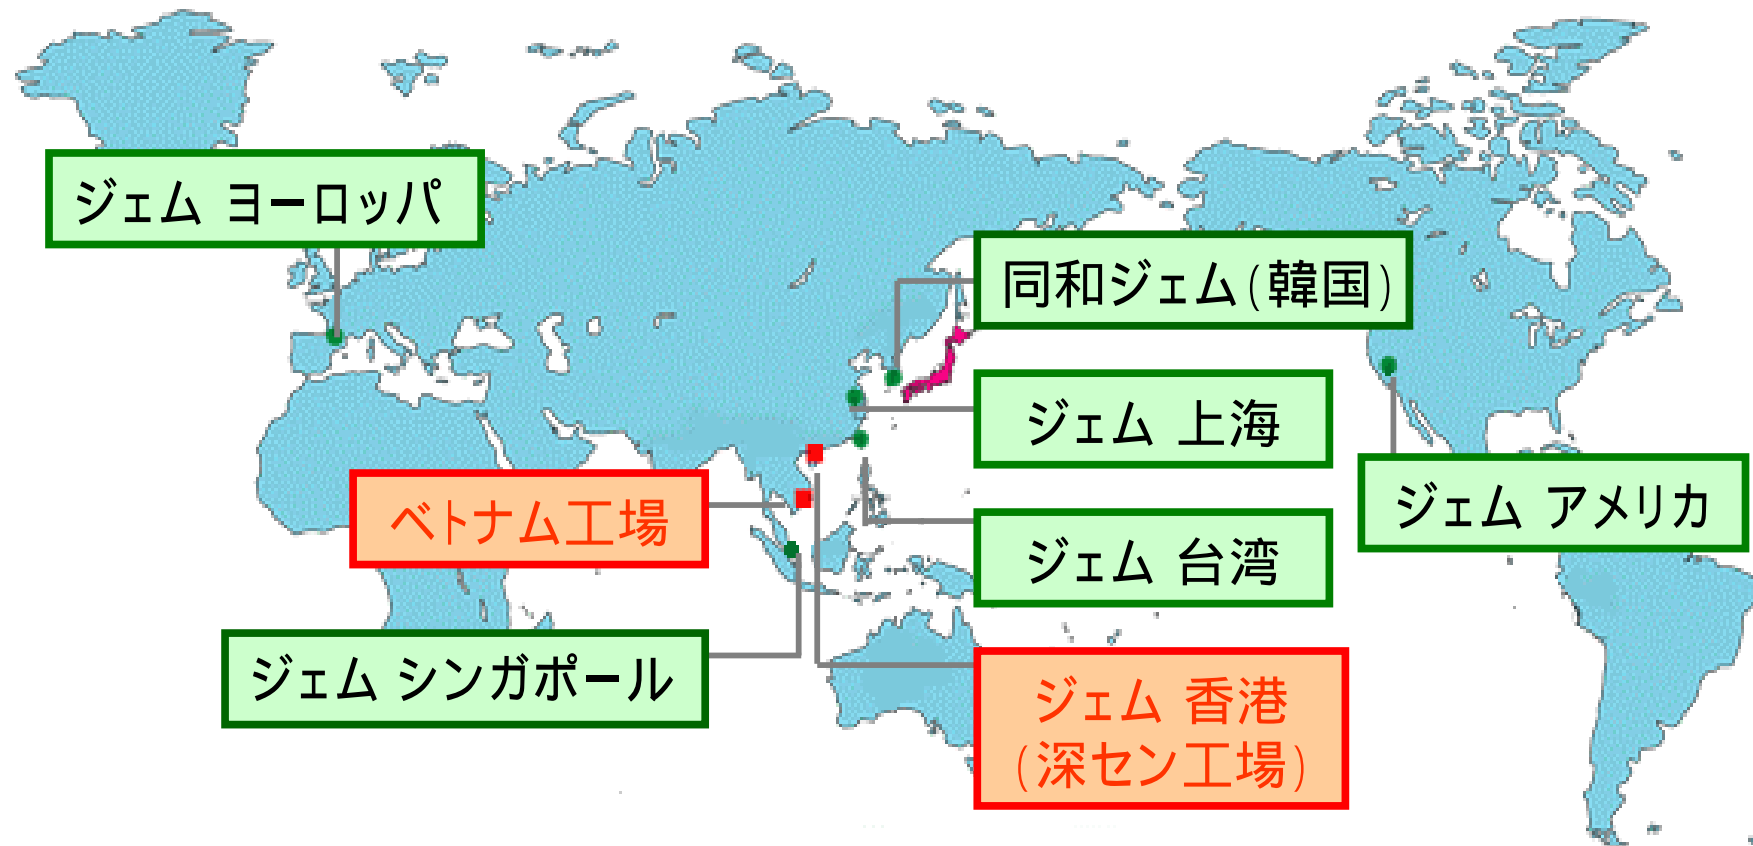 ジェム ヨーロッパ
同和ジェム(韓国)
ジェム 上海
ジェム アメリカ
ベトナム工場
ジェム 台湾
ジェム シンガポール
ジェム 香港
(深セン工場)